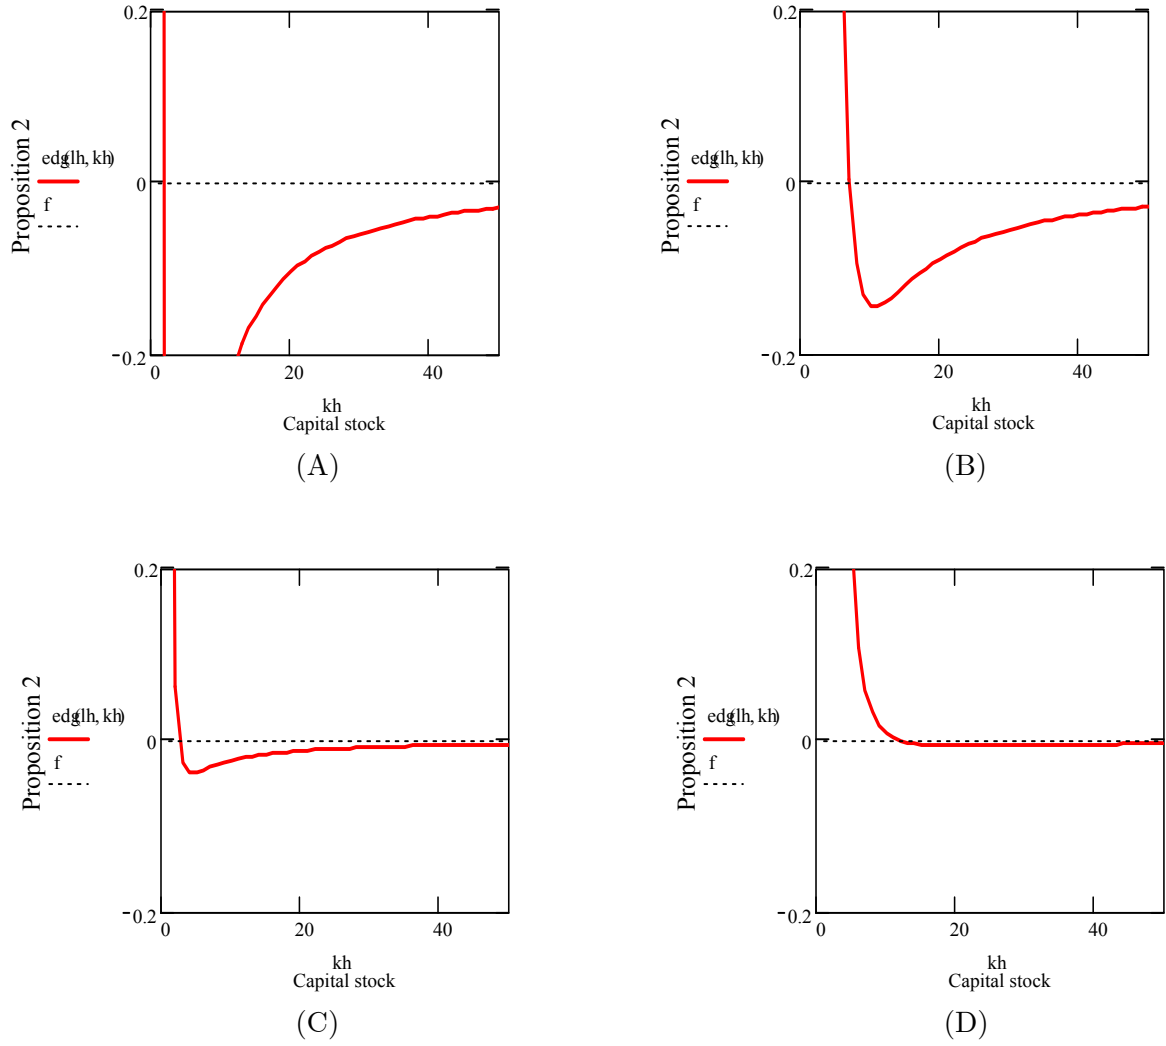 0.2
Proposition 2
edg(lh, kh)
0
f
−0.2
0 20 40
kh
Capital stock
(A)
0.2
Proposition 2
edg(lh, kh)
0
f
−0.2
0 20 40
kh
Capital stock
(B)
0.2
Proposition 2
edg(lh, kh)
0
f
−0.2
0 20 40
kh
Capital stock
(C)
0.2
Proposition 2
edg(lh, kh)
0
f
−0.2
0 20 40
kh
Capital stock
(D)